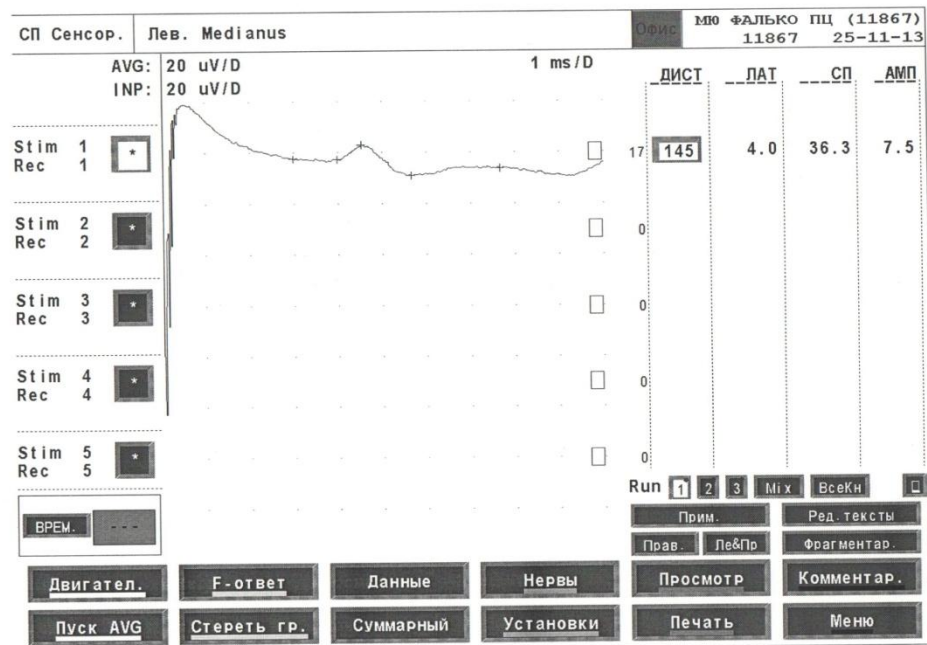 СП Сенсор. Лев. Medianus Офис МЮ ФАЛЬКО ПЦ (11867)
11867 25-11-13
AVG: 20 uV/D 1 ms/D
INP: 20 uV/D
ДИСТ ЛАТ СП АМП
Stim 1 * 17 145 4.0 36.3 7.5
Rec 1
Stim 2 * 0
Rec 2
Stim 3 * 0
Rec 3
Stim 4 * 0
Rec 4
Stim 5 * 0
Rec 5
Run 1 2 3 Mix ВсеКн
ВРЕМ. ---
Прим. Ред.тексты
Прав. Ле&Пр Фрагментар.
Двигател. F-ответ Данные Нервы Просмотр Комментар.
Пуск AVG Стереть гр. Суммарный Установки Печать Меню